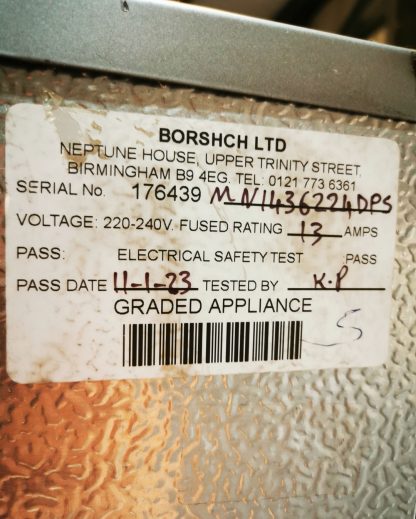 BORSHCH LTD
NEPTUNE HOUSE, UPPER TRINITY STREET,
BIRMINGHAM B9 4EG. TEL: 0121 773 6361
SERIAL No. 176439 MN1436224DPS
VOLTAGE: 220-240V. FUSED RATING 13 AMPS
PASS: ELECTRICAL SAFETY TEST PASS
PASS DATE 11-1-23 TESTED BY K.P
GRADED APPLIANCE
5